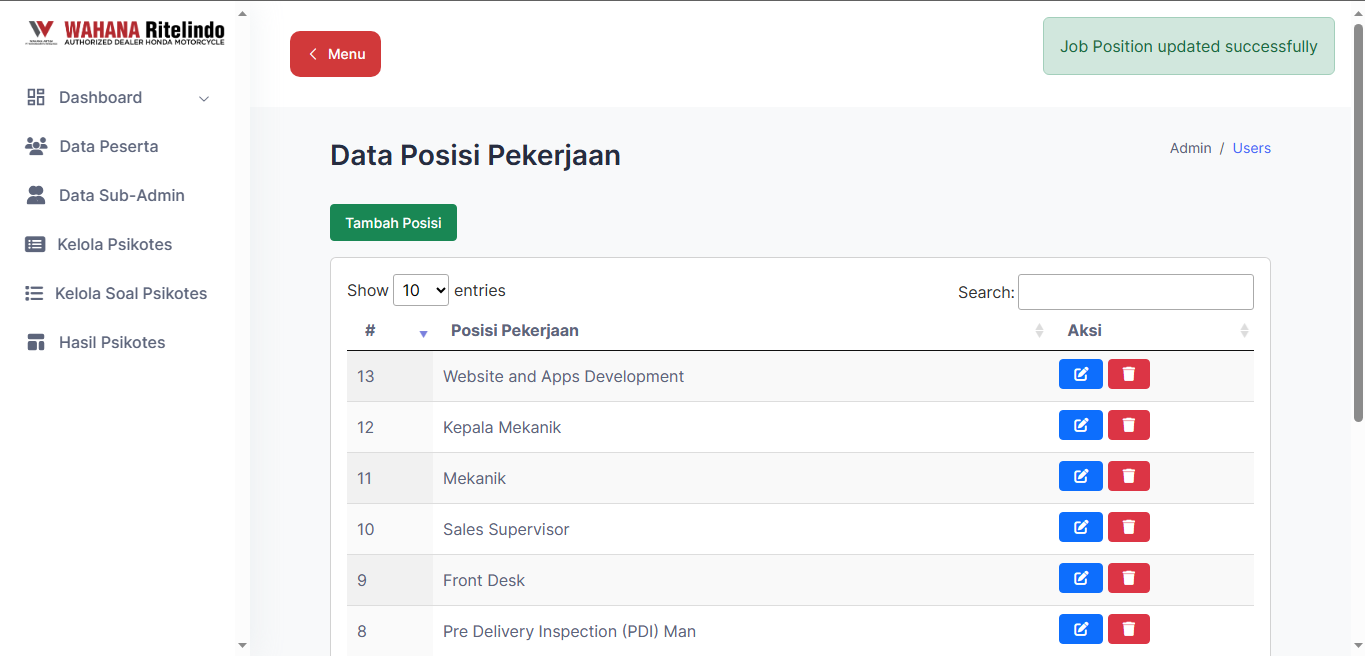 WAHANA Ritelindo
AUTHORIZED DEALER HONDA MOTORCYCLE
Dashboard
Data Peserta
Data Sub-Admin
Kelola Psikotes
Kelola Soal Psikotes
Hasil Psikotes
Menu
Job Position updated successfully
Data Posisi Pekerjaan
Admin / Users
Tambah Posisi
Show 10 entries
Search:
# Posisi Pekerjaan Aksi
13 Website and Apps Development
12 Kepala Mekanik
11 Mekanik
10 Sales Supervisor
9 Front Desk
8 Pre Delivery Inspection (PDI) Man